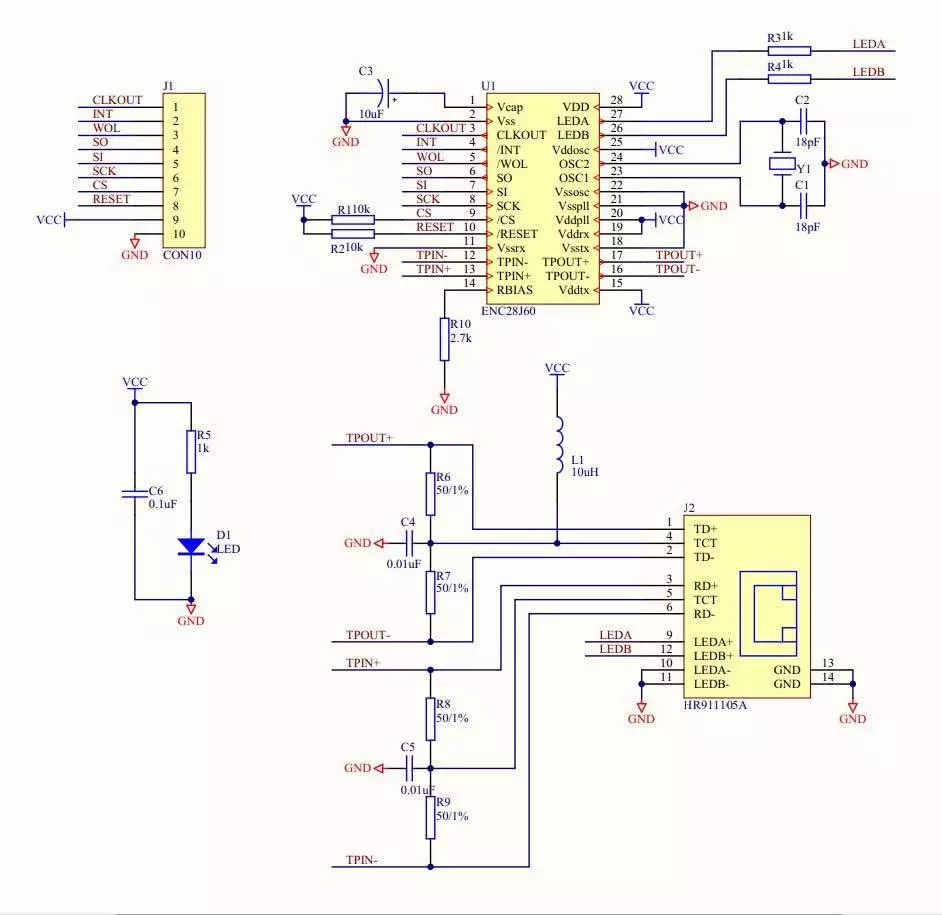 J1
CLKOUT 1
INT 2
WOL 3
SO 4
SI 5
SCK 6
CS 7
RESET 8
VCC 9
10
GND
CON10
C3
10uF
GND
U1
1 Vcap
2 Vss
CLKOUT 3 CLKOUT
INT 4 /INT
WOL 5 /WOL
SO 6 SO
SI 7 SI
SCK 8 SCK
CS 9 /CS
RESET 10 /RESET
11 Vssrx
TPIN- 12 TPIN-
TPIN+ 13 TPIN+
14 RBIAS
VCC
R1 10k
R2 10k
GND
VDD 28 VCC
LEDA 27
LEDB 26
Vddosc 25 VCC
OSC2 24
OSC1 23
Vssosc 22
Vsspll 21 GND
Vddpll 20 VCC
Vddrx 19
Vsstx 18
TPOUT+ 17 TPOUT+
TPOUT- 16 TPOUT-
Vddtx 15
VCC
ENC28J60
R3 1k LEDA
R4 1k LEDB
C2
18pF
Y1
GND
C1
18pF
R10
2.7k
GND
VCC
R5
1k
C6
0.1uF
D1
LED
GND
VCC
L1
10uH
TPOUT+
R6
50/1%
C4
GND
0.01uF
R7
50/1%
TPOUT-
TPIN+
R8
50/1%
C5
GND
0.01uF
R9
50/1%
TPIN-
J2
1 TD+
4 TCT
2 TD-
3 RD+
5 TCT
6 RD-
LEDA 9 LEDA+
LEDB 12 LEDB+
10 LEDA- GND 13
11 LEDB- GND 14
HR911105A
GND
GND